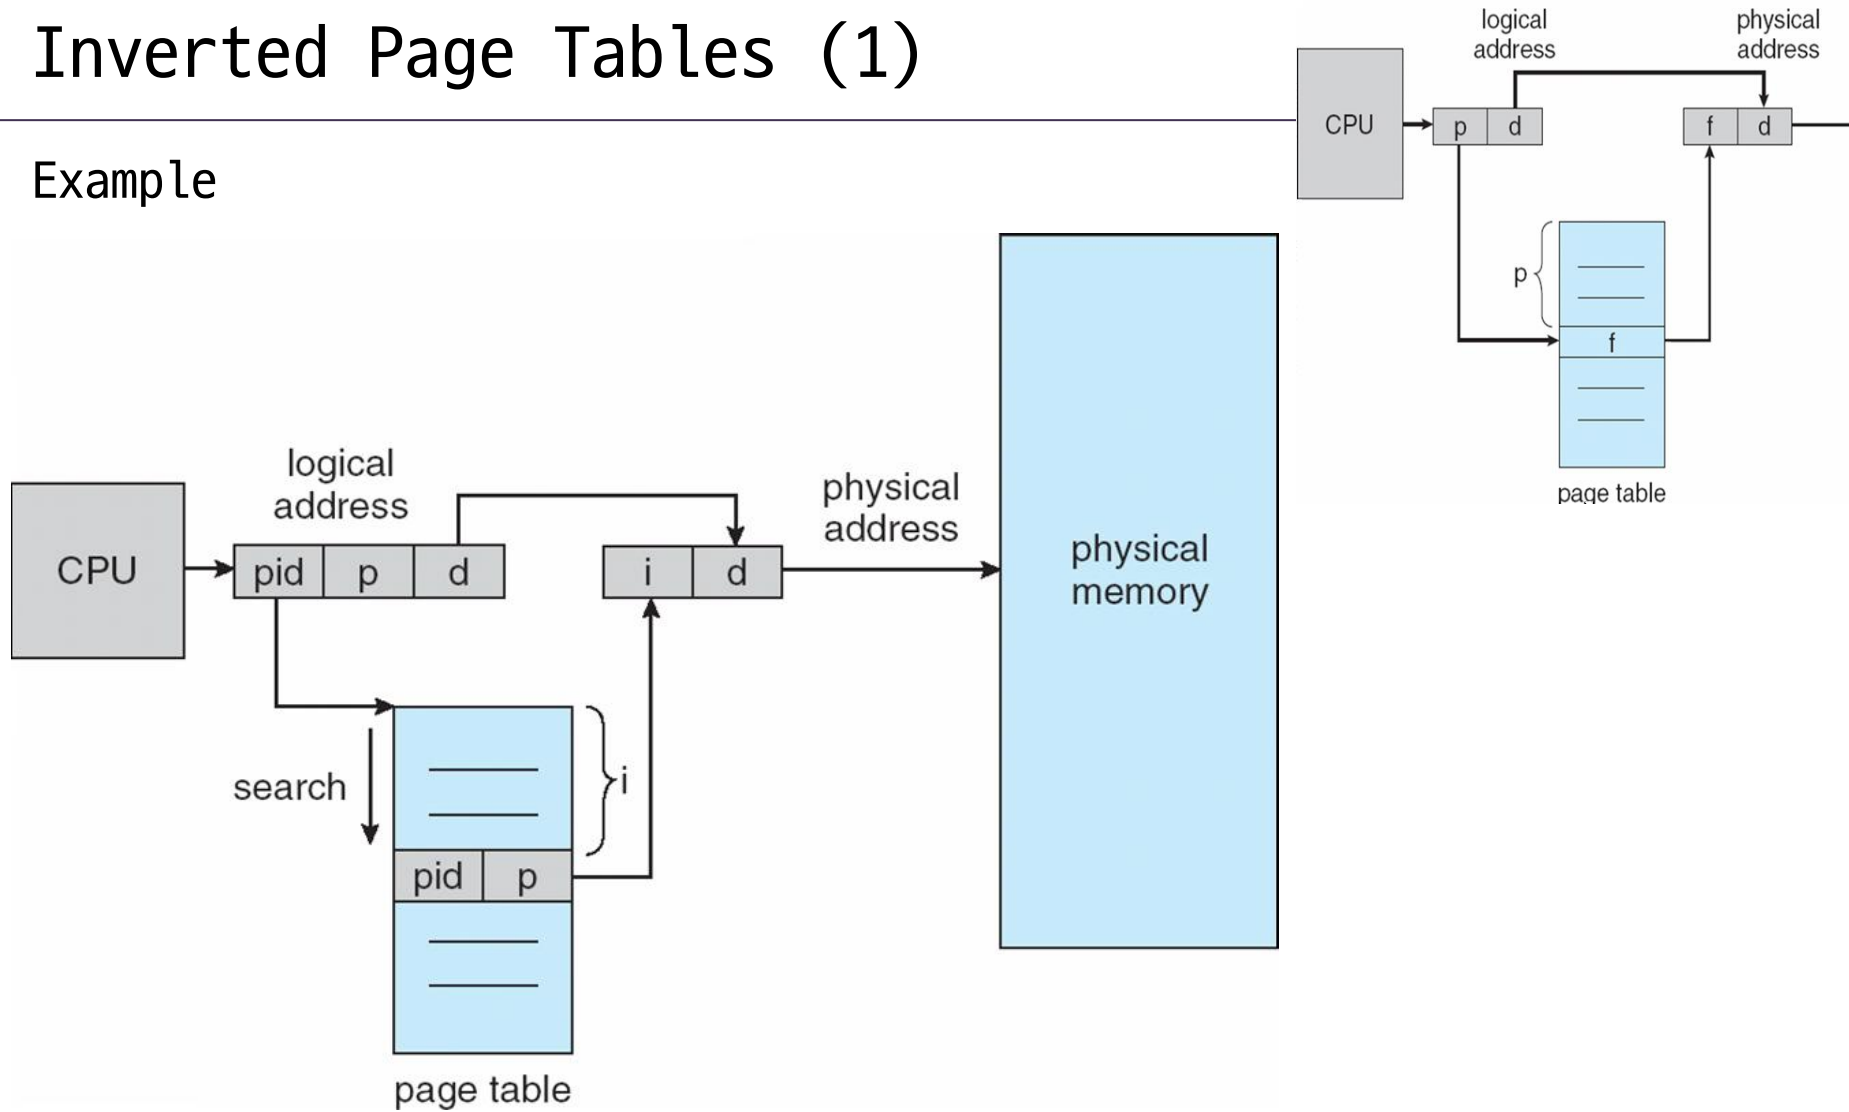 Inverted Page Tables (1)
Example
logical
address
physical
address
CPU
p d
f d
p
f
page table
logical
address
physical
address
CPU
pid p d
i d
physical
memory
search
i
pid p
page table